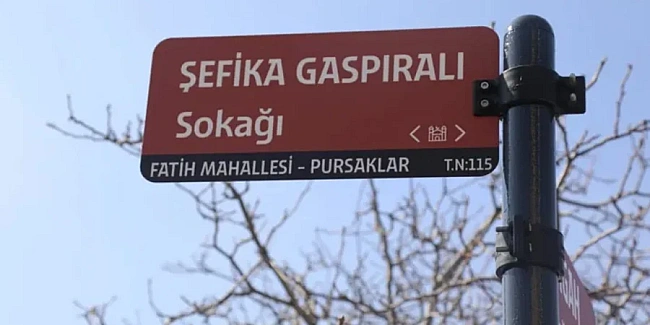 ŞEFİKA GASPIRALI
Sokağı
FATİH MAHALLESİ - PURSAKLAR T.N:115